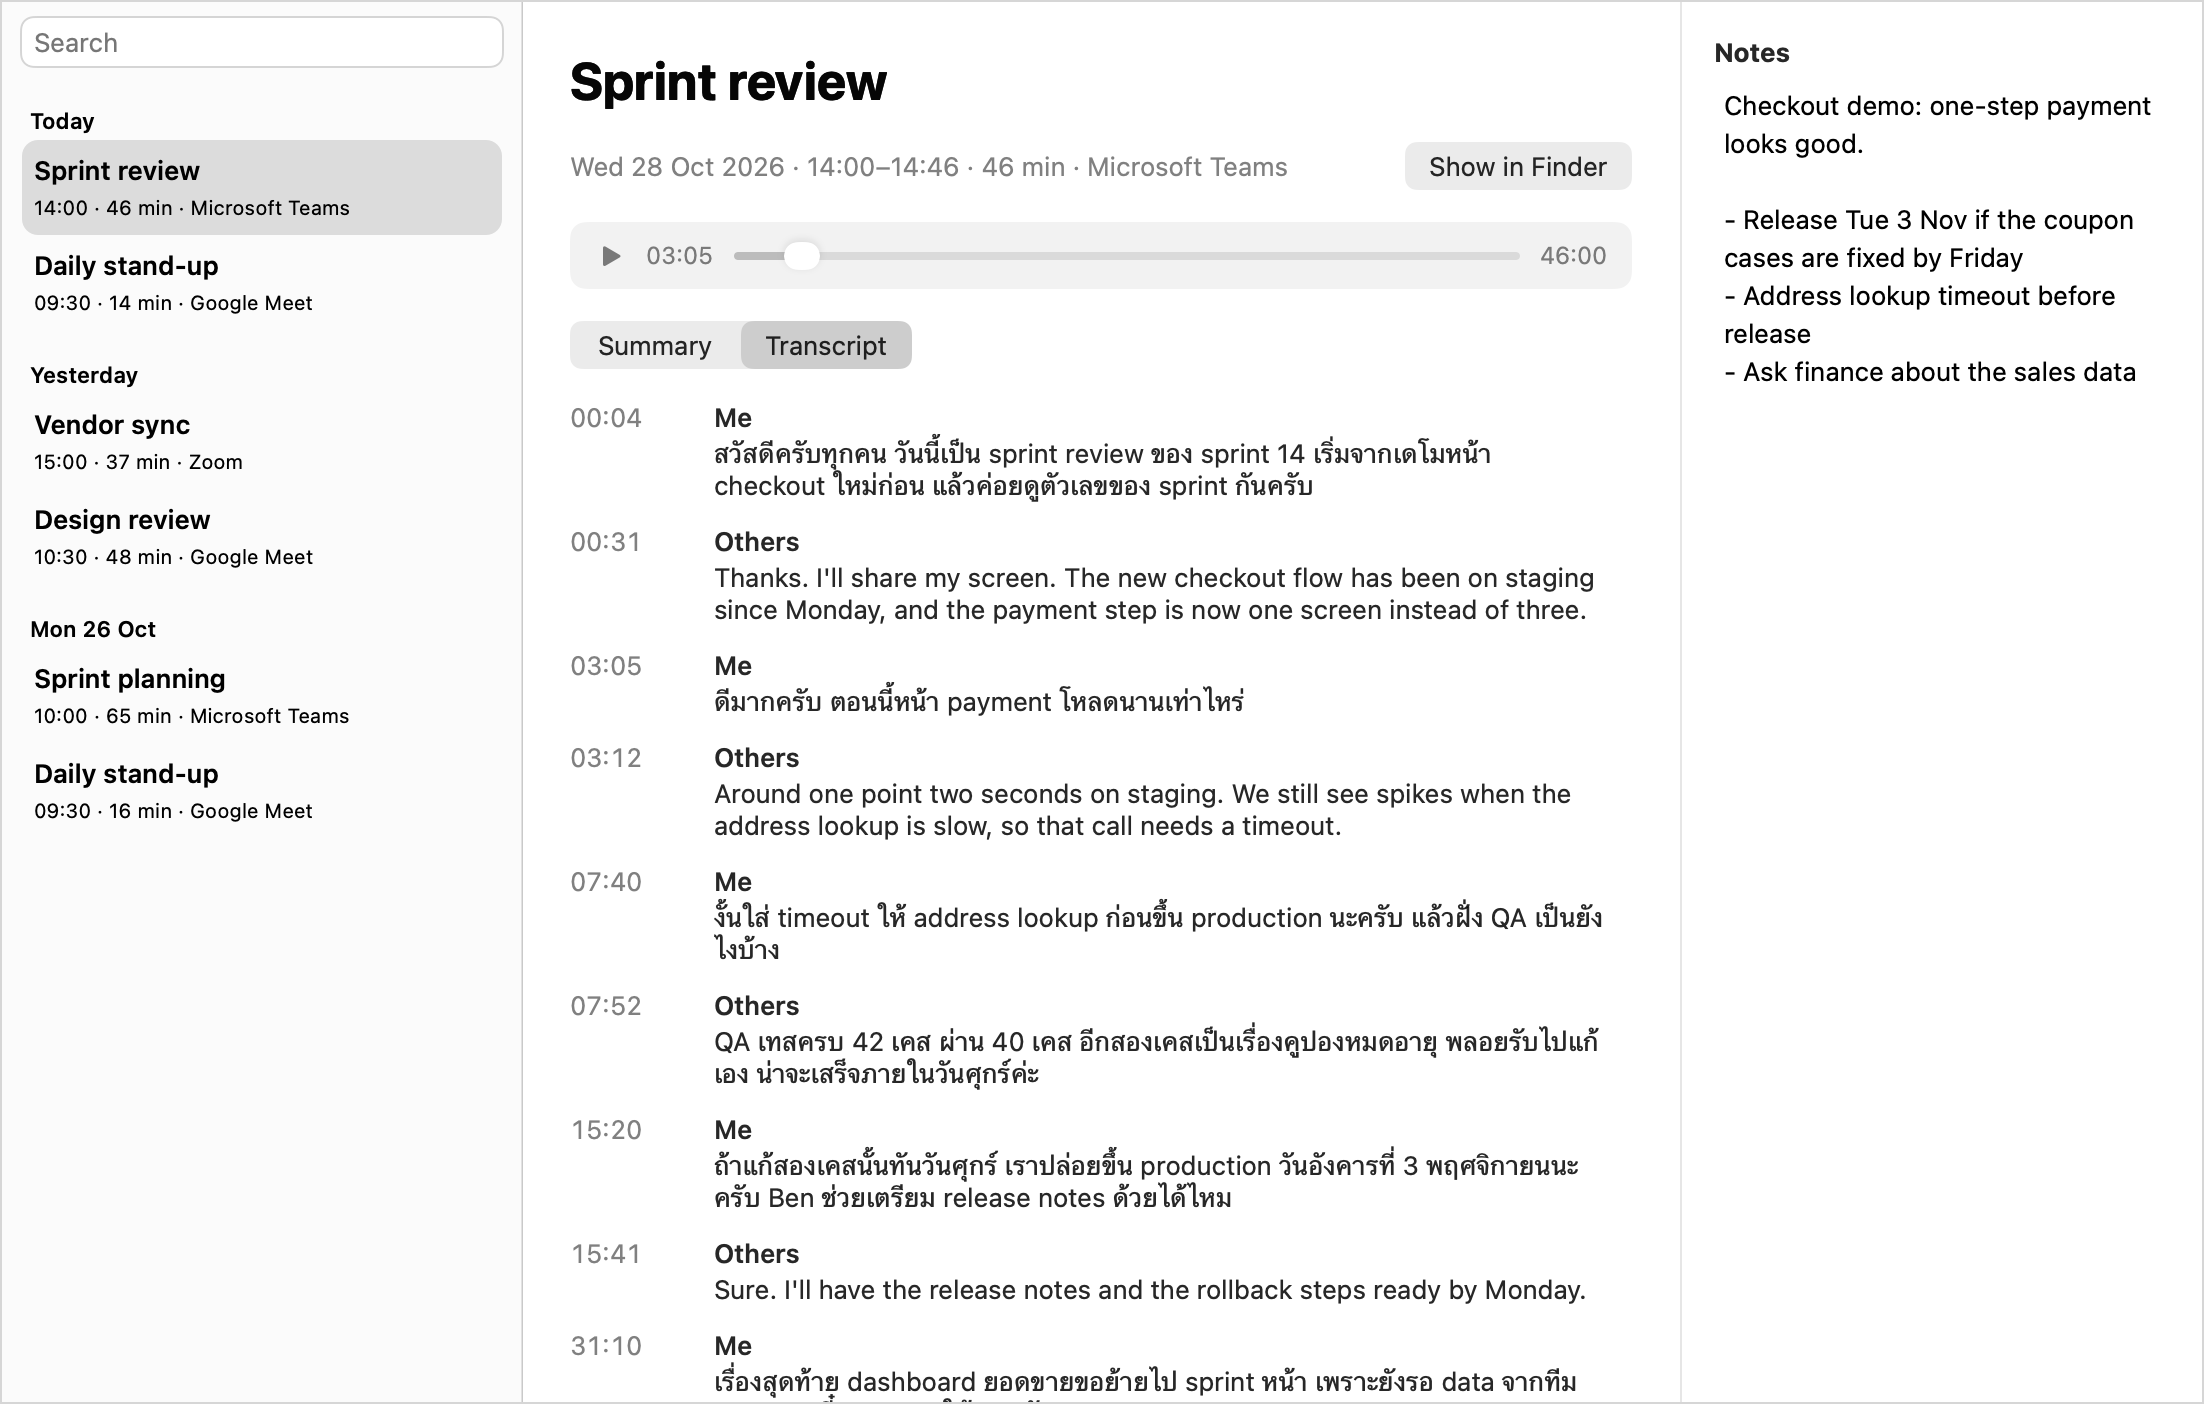 Search
Today
Sprint review
14:00 · 46 min · Microsoft Teams
Daily stand-up
09:30 · 14 min · Google Meet
Yesterday
Vendor sync
15:00 · 37 min · Zoom
Design review
10:30 · 48 min · Google Meet
Mon 26 Oct
Sprint planning
10:00 · 65 min · Microsoft Teams
Daily stand-up
09:30 · 16 min · Google Meet
Sprint review
Wed 28 Oct 2026 · 14:00–14:46 · 46 min · Microsoft Teams
Show in Finder
03:05
46:00
Summary
Transcript
00:04 Me
สวัสดีครับทุกคน วันนี้เป็น sprint review ของ sprint 14 เริ่มจากเดโมหน้า
checkout ใหม่ก่อน แล้วค่อยดูตัวเลขของ sprint กันครับ
00:31 Others
Thanks. I'll share my screen. The new checkout flow has been on staging
since Monday, and the payment step is now one screen instead of three.
03:05 Me
ดีมากครับ ตอนนี้หน้า payment โหลดนานเท่าไหร่
03:12 Others
Around one point two seconds on staging. We still see spikes when the
address lookup is slow, so that call needs a timeout.
07:40 Me
งั้นใส่ timeout ให้ address lookup ก่อนขึ้น production นะครับ แล้วฝั่ง QA เป็นยัง
ไงบ้าง
07:52 Others
QA เทสครบ 42 เคส ผ่าน 40 เคส อีกสองเคสเป็นเรื่องคูปองหมดอายุ พลอยรับไปแก้
เอง น่าจะเสร็จภายในวันศุกร์ค่ะ
15:20 Me
ถ้าแก้สองเคสนั้นทันวันศุกร์ เราปล่อยขึ้น production วันอังคารที่ 3 พฤศจิกายนนะ
ครับ Ben ช่วยเตรียม release notes ด้วยได้ไหม
15:41 Others
Sure. I'll have the release notes and the rollback steps ready by Monday.
31:10 Me
เรื่องสุดท้าย dashboard ยอดขายขอย้ายไป sprint หน้า เพราะยังรอ data จากทีม
Notes
Checkout demo: one-step payment
looks good.
- Release Tue 3 Nov if the coupon
cases are fixed by Friday
- Address lookup timeout before
release
- Ask finance about the sales data